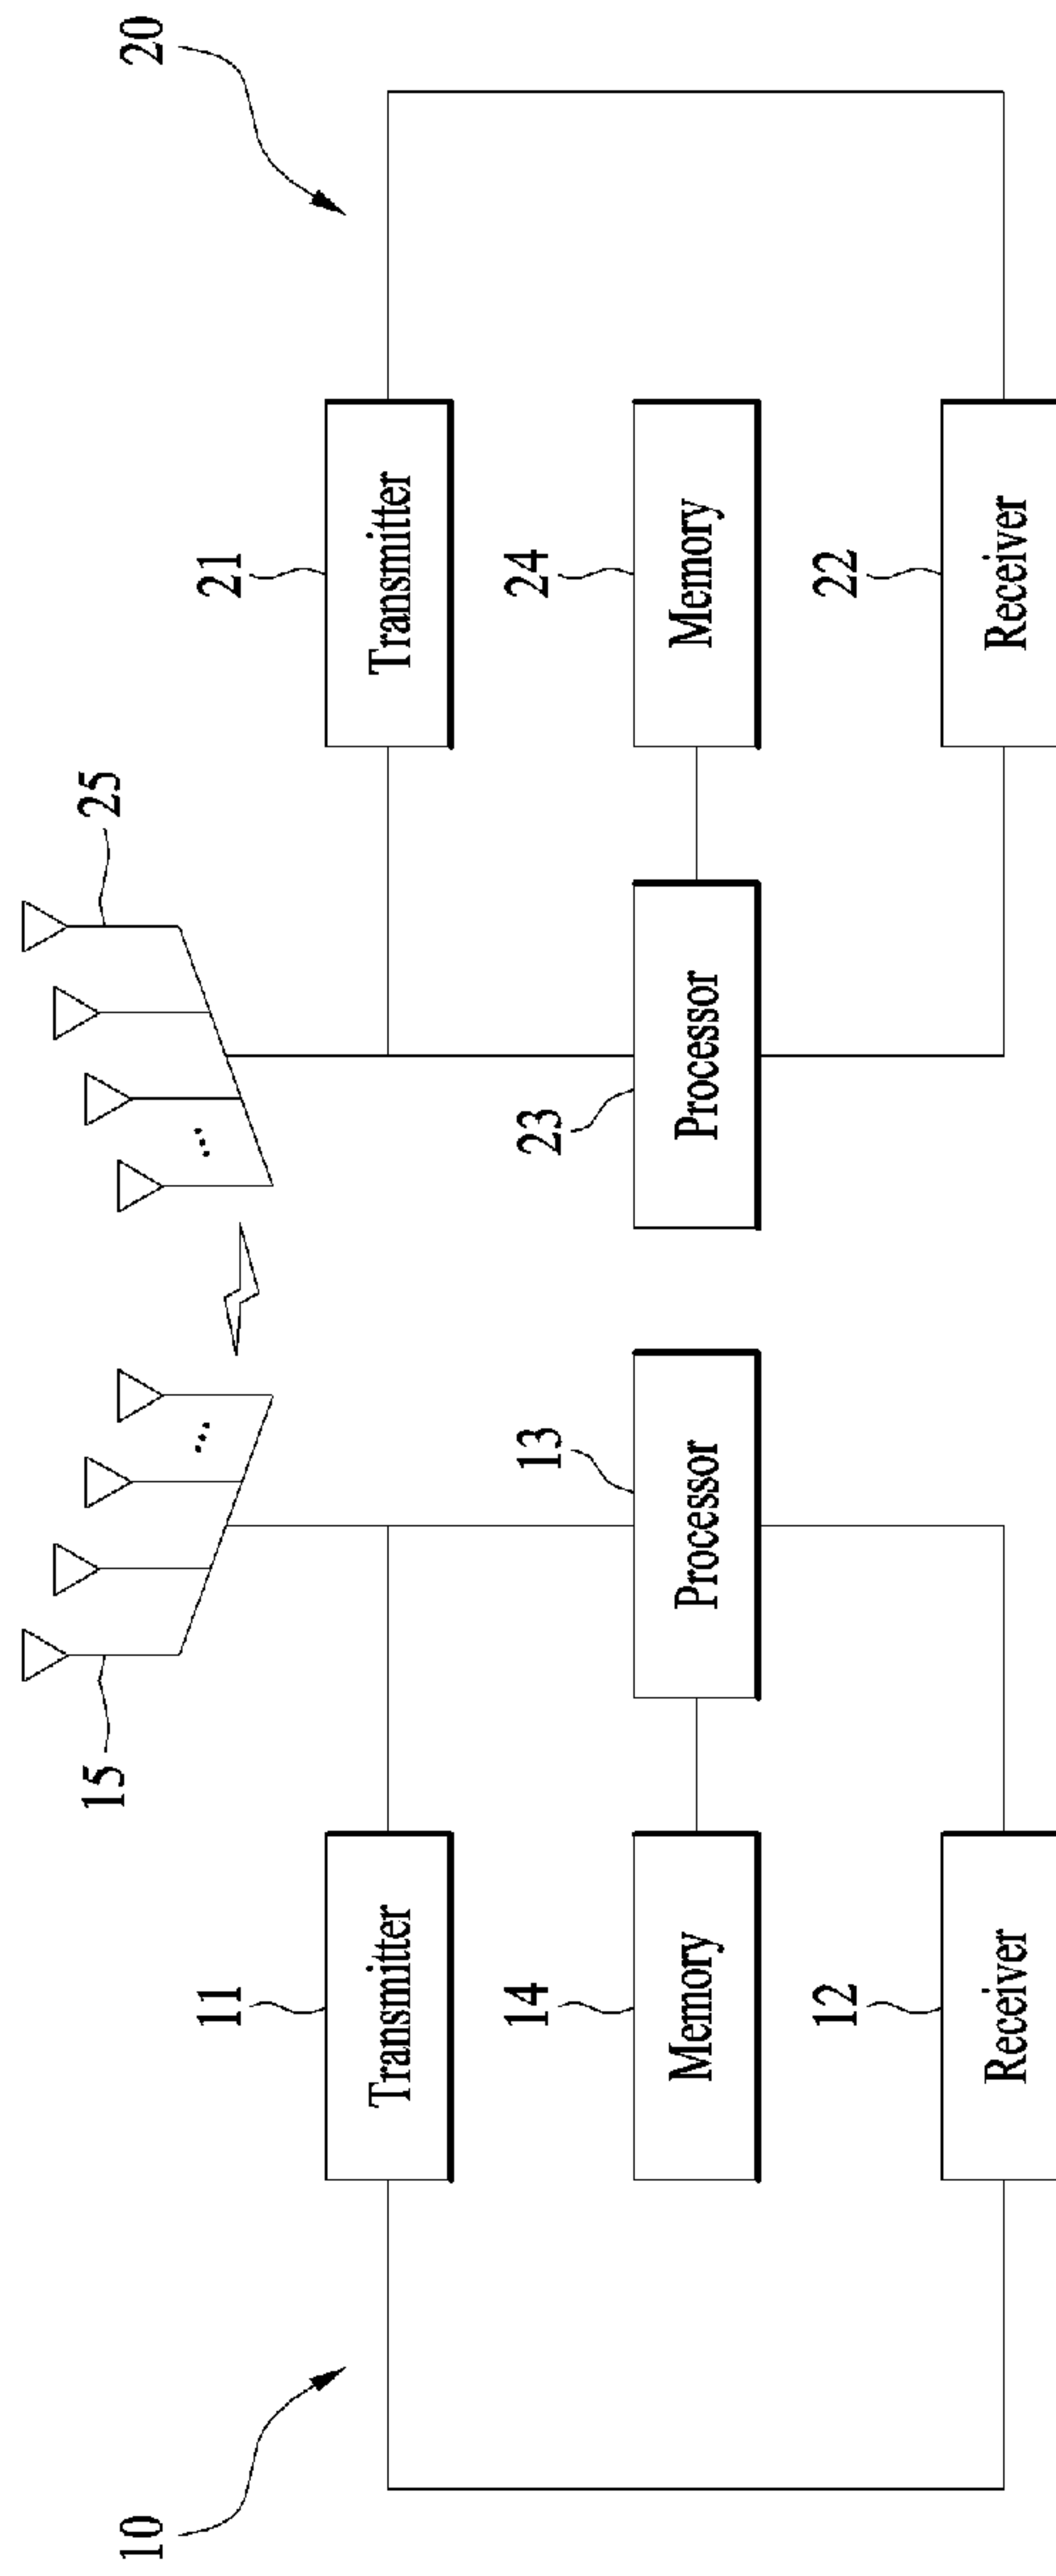 10
20
15
25
11
21
Transmitter
Transmitter
13
23
14
24
Memory
Processor
Processor
Memory
12
22
Receiver
Receiver
...
...